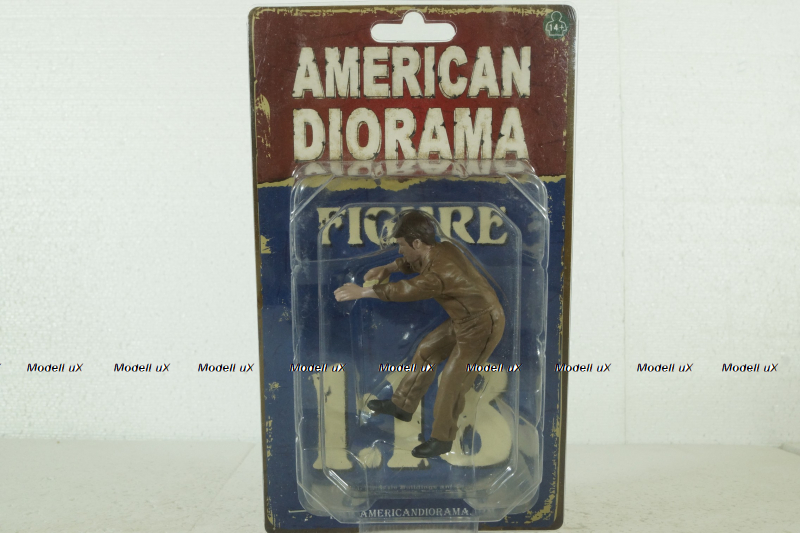 14+
AMERICAN
DIORAMA
FIGURE
Modell uX Modell uX Modell uX Modell uX Modell uX Modell uX Modell uX Modell uX Modell uX
1:18
AMERICANDIORAMA.